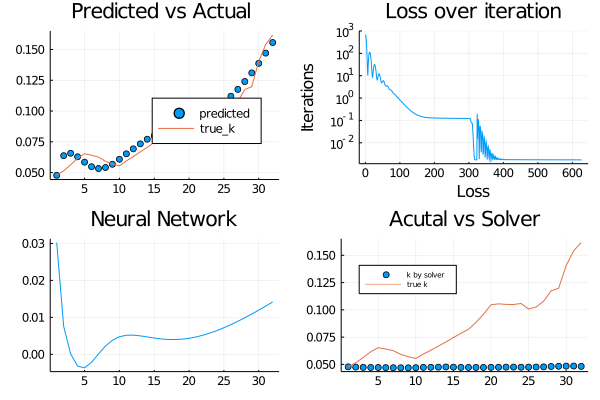 Predicted vs Actual
0.150
0.125
0.100
0.075
0.050
predicted
true_k
5 10 15 20 25 30
Loss over iteration
Iterations
10³
10²
10¹
10⁰
10⁻¹
10⁻²
0 100 200 300 400 500 600
Loss
Neural Network
0.03
0.02
0.01
0.00
5 10 15 20 25 30
Acutal vs Solver
0.150
0.125
0.100
0.075
0.050
k by solver
true k
5 10 15 20 25 30